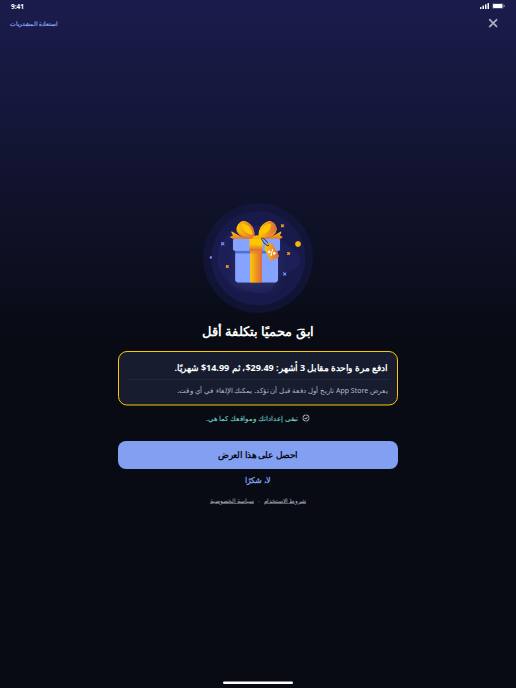 9:41
استعادة المشتريات
ابقَ محميًا بتكلفة أقل
ادفع مرة واحدة مقابل 3 أشهر: 29.49$، ثم 14.99$ شهريًا.
يعرض App Store تاريخ أول دفعة قبل أن تؤكد. يمكنك الإلغاء في أي وقت.
تبقى إعداداتك ومواقعك كما هي.
احصل على هذا العرض
لا، شكرًا
شروط الاستخدام · سياسة الخصوصية